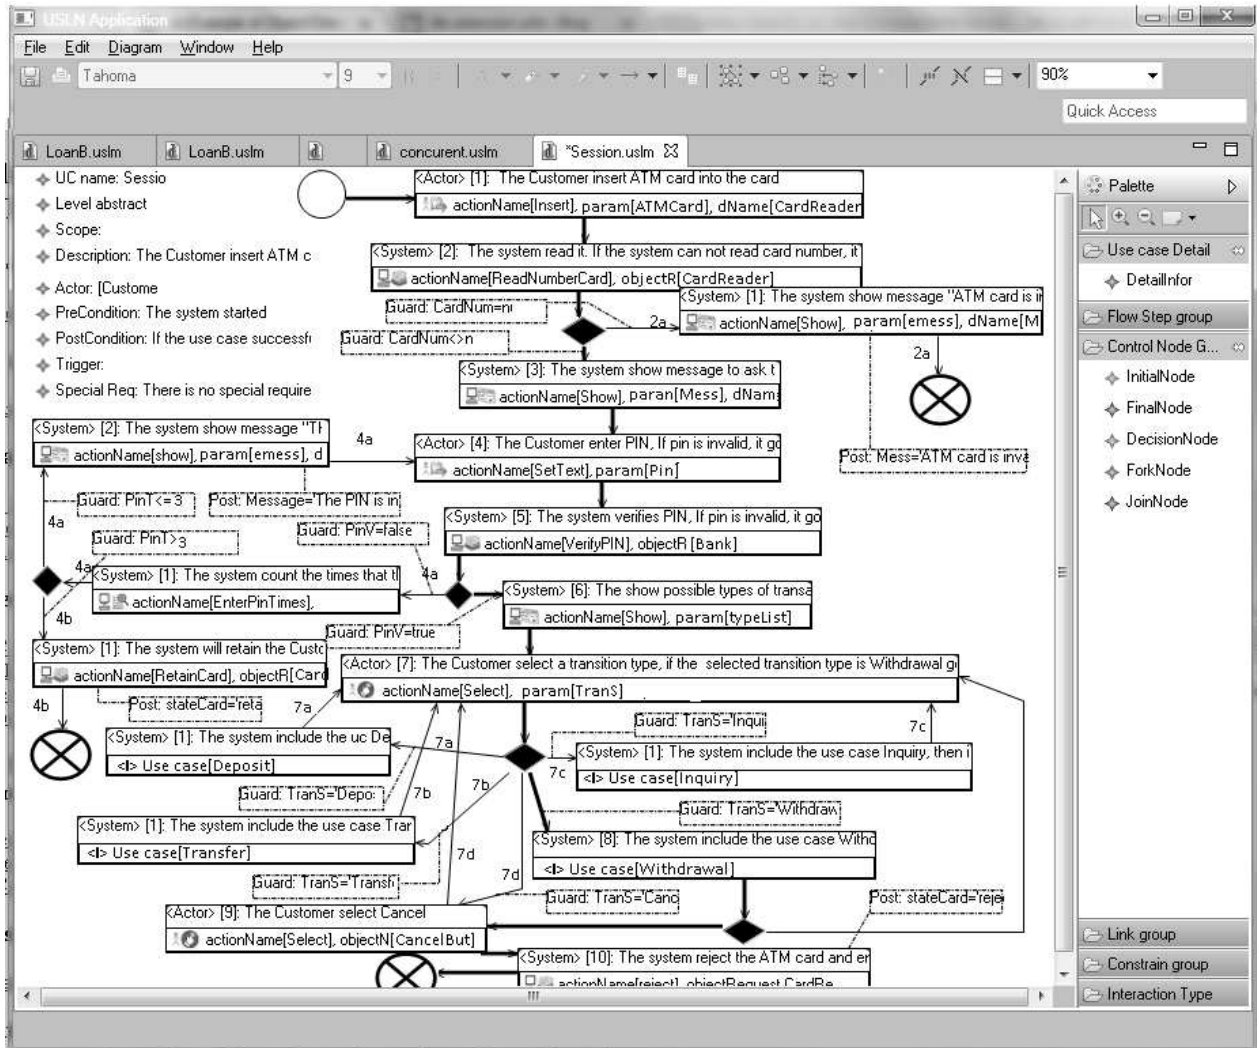 USLN Application
File Edit Diagram Window Help
Tahoma 9 90%
Quick Access
LoanB.uslm LoanB.uslm concurent.uslm *Session.uslm
UC name: Sessio
Level abstract
Scope:
Description: The Customer insert ATM c
Actor: [Custome
PreCondition: The system started
PostCondition: If the use case successfu
Trigger:
Special Req: There is no special require
<Actor> [1]: The Customer insert ATM card into the card
actionName[Insert], param[ATMCard], dName[CardReader
<System> [2]: The system read it. If the system can not read card number, it
actionName[ReadNumberCard], objectR[CardReader]
Guard: CardNum=n
2a
<System> [1]: The system show message "ATM card is in
actionName[Show], param[emess], dName[M
Guard: CardNum<>n
2a
<System> [3]: The system show message to ask t
actionName[Show], paran[Mess], dNam
<System> [2]: The system show message "Th
actionName[show], param[emess], d
4a
<Actor> [4]: The Customer enter PIN, If pin is invalid, it go
actionName[SetText], param[Pin]
Post: Mess='ATM card is inva
Guard: PinT<=3
Post: Message='The PIN is in
4a
<System> [5]: The system verifies PIN, If pin is invalid, it go
actionName[VerifyPIN], objectR[Bank]
Guard: PinV=false
Guard: PinT>3
4a
<System> [1]: The system count the times that t
actionName[EnterPinTimes],
4a
<System> [6]: The show possible types of transa
actionName[Show], param[typeList]
4b
Guard: PinV=true
<System> [1]: The system will retain the Custo
actionName[RetainCard], objectR[Card
<Actor> [7]: The Customer select a transition type, if the selected transition type is Withdrawal g
actionName[Select], param[TranS]
4b
Post: stateCard='reta
7a
Guard: TranS='Inqui
7c
<System> [1]: The system include the uc De
<I> Use case[Deposit]
7a
7c
<System> [1]: The system include the use case Inquiry, then i
<I> Use case[Inquiry]
Guard: TranS='Depo
7b
7b
Guard: TranS='Withdraw
<System> [1]: The system include the use case Tran
<I> Use case[Transfer]
<System> [8]: The system include the use case Withd
<I> Use case[Withdrawal]
7d
7d
Guard: TranS='Transf
Guard: TranS='Canc
Post: stateCard='reje
<Actor> [9]: The Customer select Cancel
actionName[Select], objectN[CancelBut]
<System> [10]: The system reject the ATM card and en
actionName[reject], objectRequest CardRe
Palette
Use case Detail
DetailInfor
Flow Step group
Control Node G...
InitialNode
FinalNode
DecisionNode
ForkNode
JoinNode
Link group
Constrain group
Interaction Type